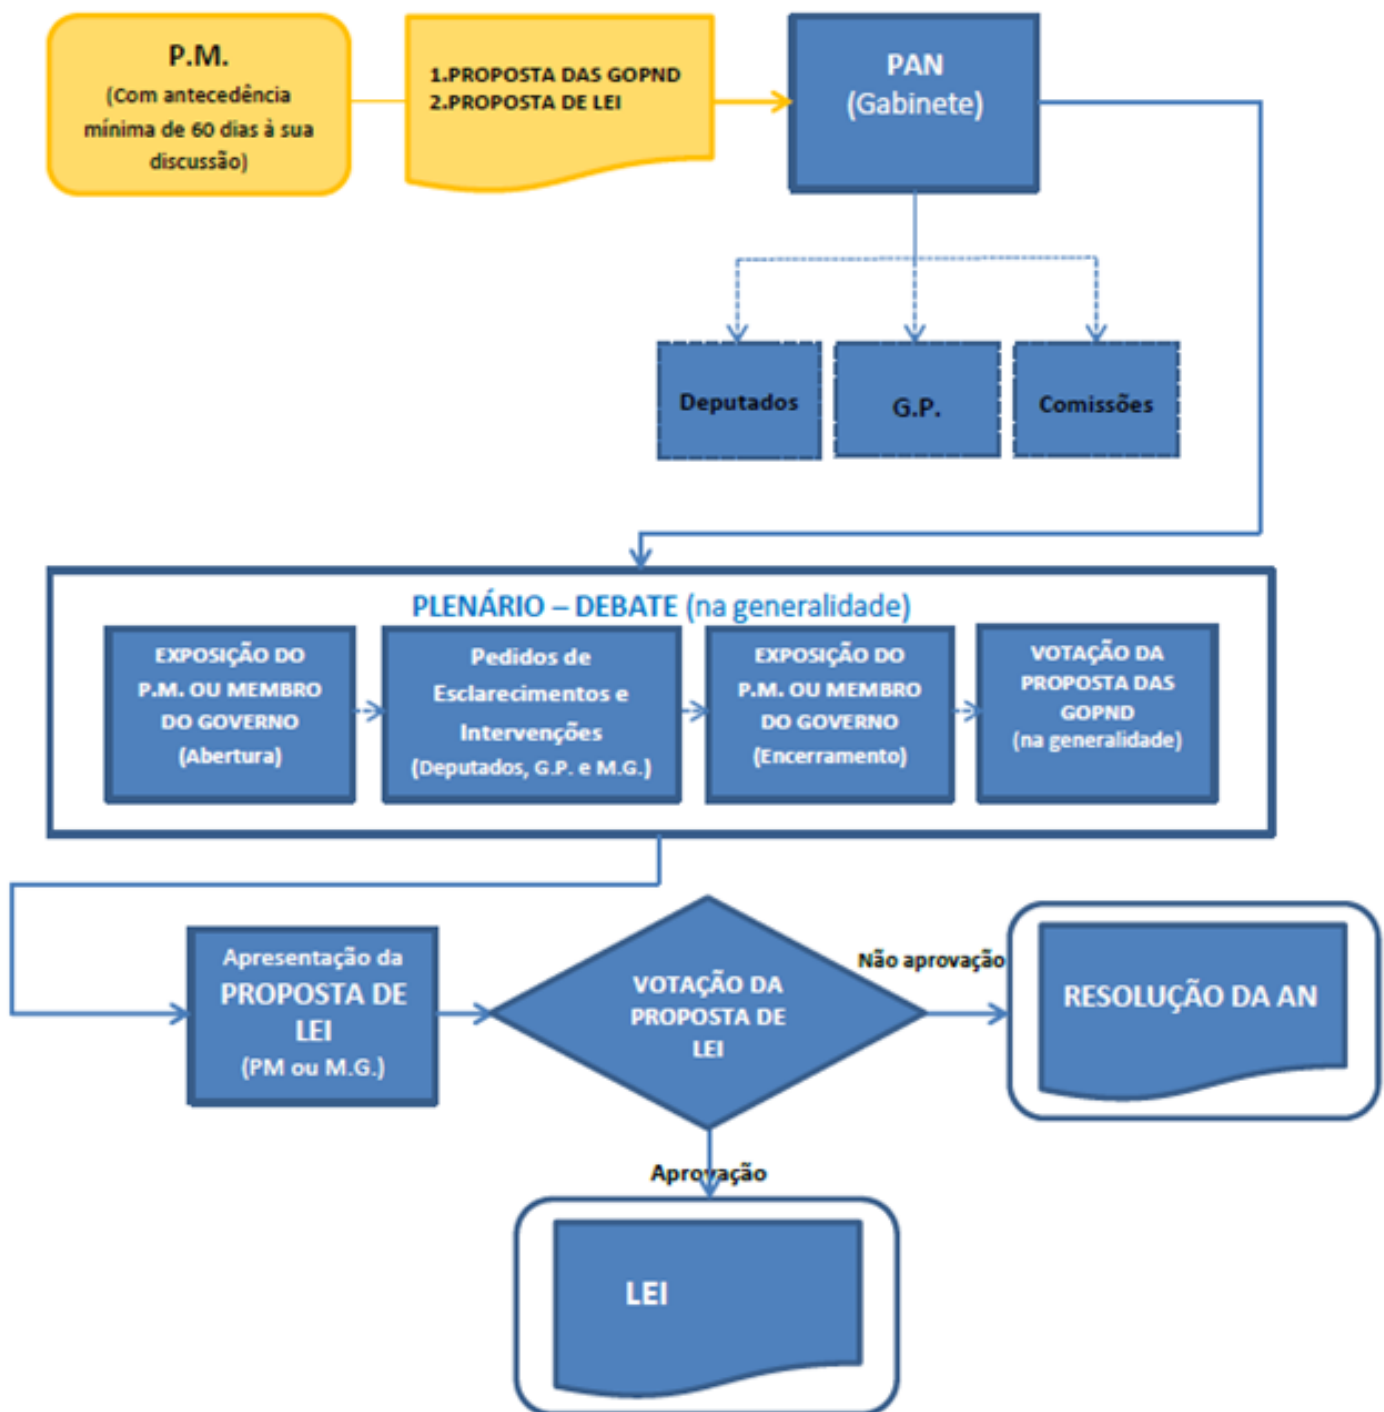 P.M.
(Com antecedência
mínima de 60 dias à sua
discussão)
1.PROPOSTA DAS GOPND
2.PROPOSTA DE LEI
PAN
(Gabinete)
Deputados
G.P.
Comissões
PLENÁRIO – DEBATE (na generalidade)
EXPOSIÇÃO DO
P.M. OU MEMBRO
DO GOVERNO
(Abertura)
Pedidos de
Esclarecimentos e
Intervenções
(Deputados, G.P. e M.G.)
EXPOSIÇÃO DO
P.M. OU MEMBRO
DO GOVERNO
(Encerramento)
VOTAÇÃO DA
PROPOSTA DAS
GOPND
(na generalidade)
Apresentação da
PROPOSTA DE
LEI
(PM ou M.G.)
VOTAÇÃO DA
PROPOSTA DE
LEI
Não aprovação
RESOLUÇÃO DA AN
Aprovação
LEI